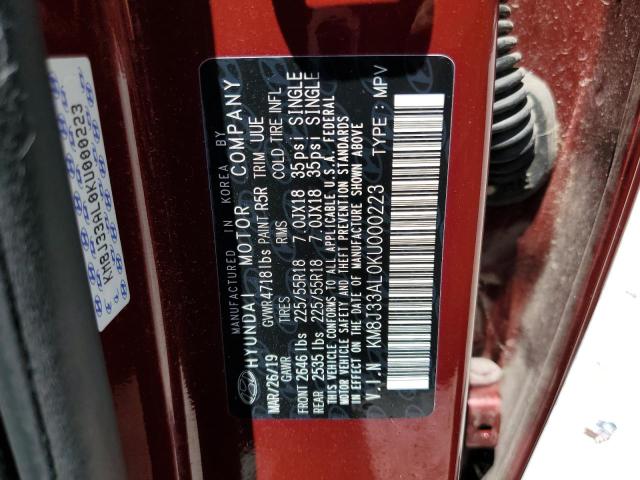 KM8J33AL0KU000223
MANUFACTURED IN KOREA BY
HYUNDAI MOTOR COMPANY
MAR/26/19 GVWR 4718 lbs PAINT R5R TRIM UUE
GAWR TIRES RIMS COLD TIRE INFL
FRONT 2646 lbs 225/55R18 7.0JX18 35psi SINGLE
REAR 2535 lbs 225/55R18 7.0JX18 35psi SINGLE
THIS VEHICLE CONFORMS TO ALL APPLICABLE U.S.A. FEDERAL
MOTOR VEHICLE SAFETY, BUMPER, AND THEFT PREVENTION STANDARDS
IN EFFECT ON THE DATE OF MANUFACTURE SHOWN ABOVE.
V.I.N KM8J33AL0KU000223 TYPE : MPV